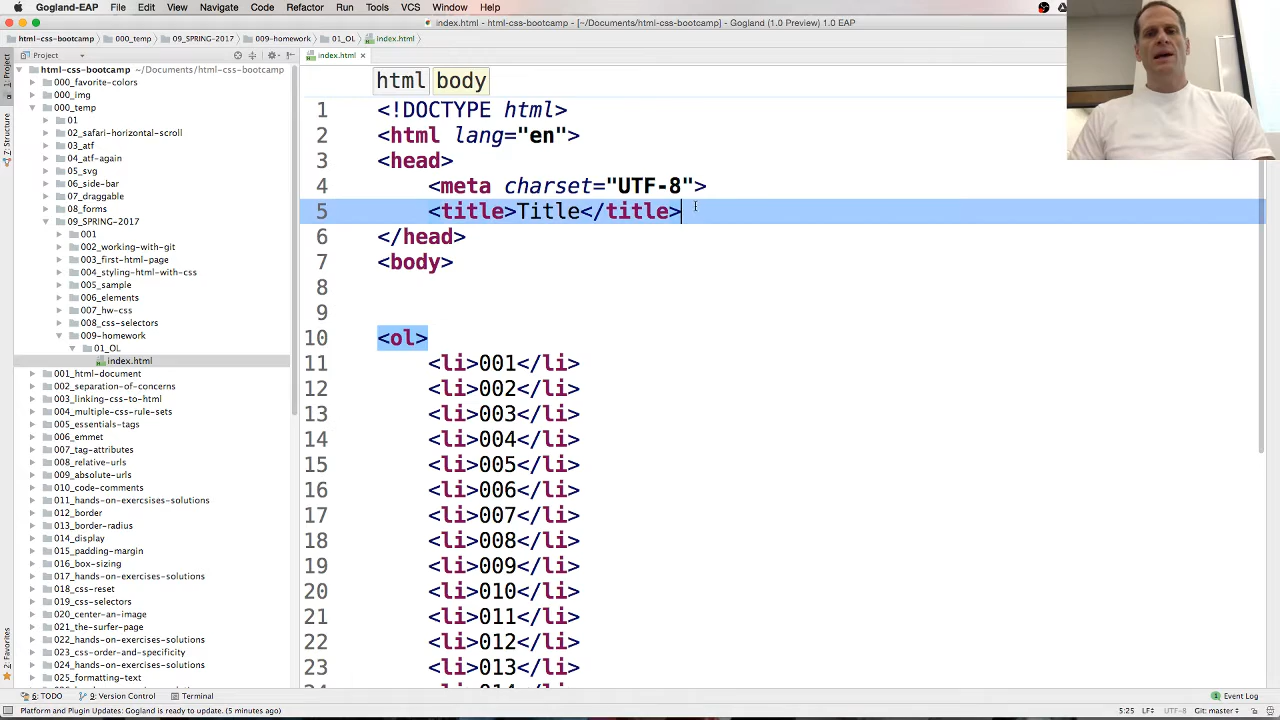 Gogland-EAP File Edit View Navigate Code Refactor Run Tools VCS Window Help
index.html - html-css-bootcamp - [~/Documents/html-css-bootcamp] - Gogland (1.0 Preview) 1.0 EAP
html-css-bootcamp 000_temp 09_SPRING-2017 009-homework 01_OL index.html
Project
index.html
1: Project
Z: Structure
2: Favorites
html-css-bootcamp ~/Documents/html-css-bootcamp
000_favorite-colors
000_img
000_temp
01
02_safari-horizontal-scroll
03_atf
04_atf-again
05_svg
06_side-bar
07_draggable
08_forms
09_SPRING-2017
001
002_working-with-git
003_first-html-page
004_styling-html-with-css
005_sample
006_elements
007_hw-css
008_css-selectors
009-homework
01_OL
index.html
001_html-document
002_separation-of-concerns
003_linking-css-to-html
004_multiple-css-rule-sets
005_essentials-tags
006_emmet
007_tag-attributes
008_relative-urls
009_absolute-urls
010_code-comments
011_hands-on-exercises-solutions
012_border
013_border-radius
014_display
015_padding-margin
016_box-sizing
017_hands-on-exercises-solutions
018_css-reset
019_css-selectors
020_center-an-image
021_the-surfer-page
022_hands-on-exercises-solutions
023_css-order-and-specificity
024_hands-on-exercises-solutions
025_formatting-text
html body
1 <!DOCTYPE html>
2 <html lang="en">
3 <head>
4 <meta charset="UTF-8">
5 <title>Title</title>
6 </head>
7 <body>
8
9
10 <ol>
11 <li>001</li>
12 <li>002</li>
13 <li>003</li>
14 <li>004</li>
15 <li>005</li>
16 <li>006</li>
17 <li>007</li>
18 <li>008</li>
19 <li>009</li>
20 <li>010</li>
21 <li>011</li>
22 <li>012</li>
23 <li>013</li>
6: TODO 9: Version Control Terminal 1 Event Log
Platform and Plugin Updates: Gogland is ready to update. (5 minutes ago) 5:25 LF UTF-8 Git: master